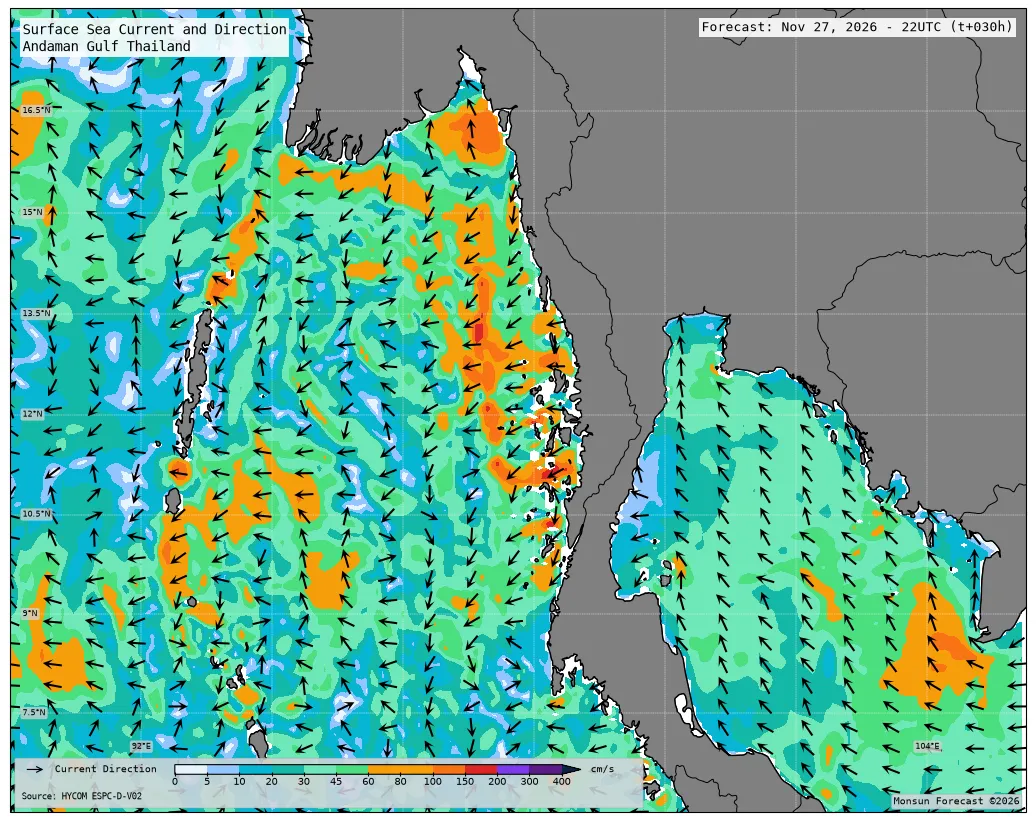 Surface Sea Current and Direction
Andaman Gulf Thailand
Forecast: Nov 27, 2026 - 22UTC (t+030h)
16.5°N
15°N
13.5°N
12°N
10.5°N
9°N
7.5°N
92°E
104°E
Current Direction
0 5 10 20 30 45 60 80 100 150 200 300 400 cm/s
Source: HYCOM ESPC-D-V02
Monsun Forecast ©2026